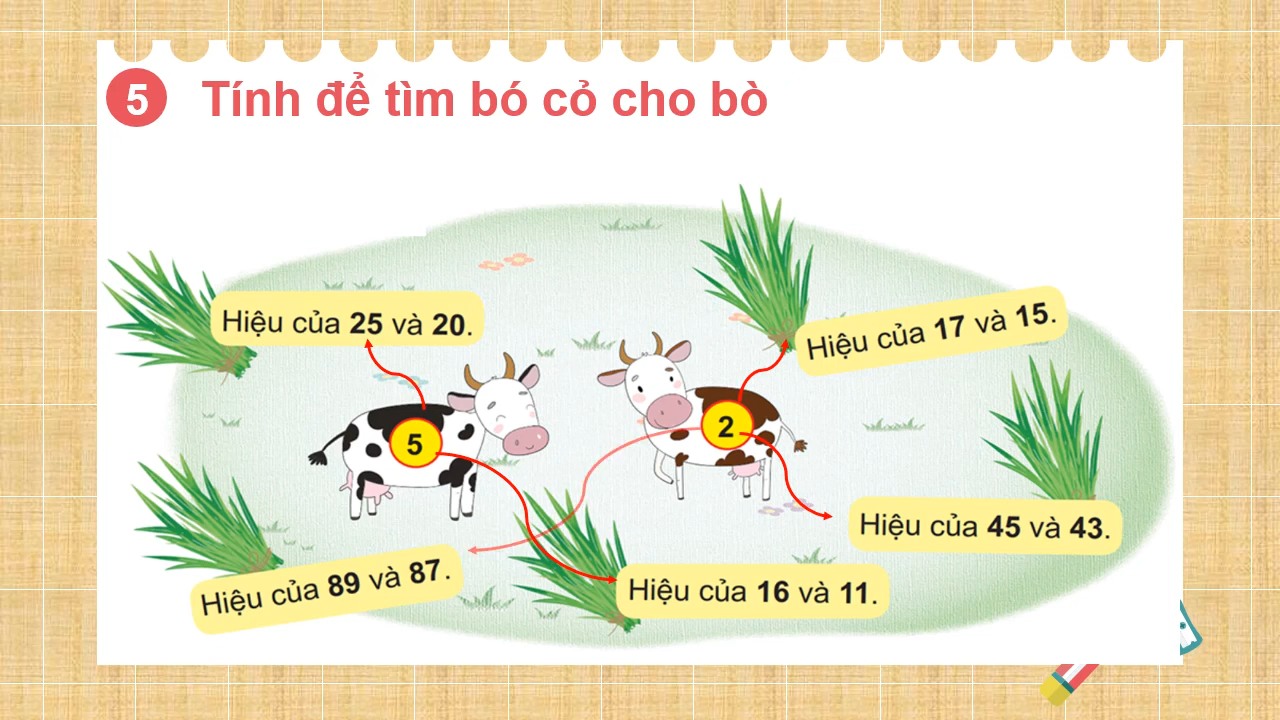 5 Tính để tìm bó cỏ cho bò
Hiệu của 25 và 20.
Hiệu của 17 và 15.
5
2
Hiệu của 45 và 43.
Hiệu của 89 và 87.
Hiệu của 16 và 11.